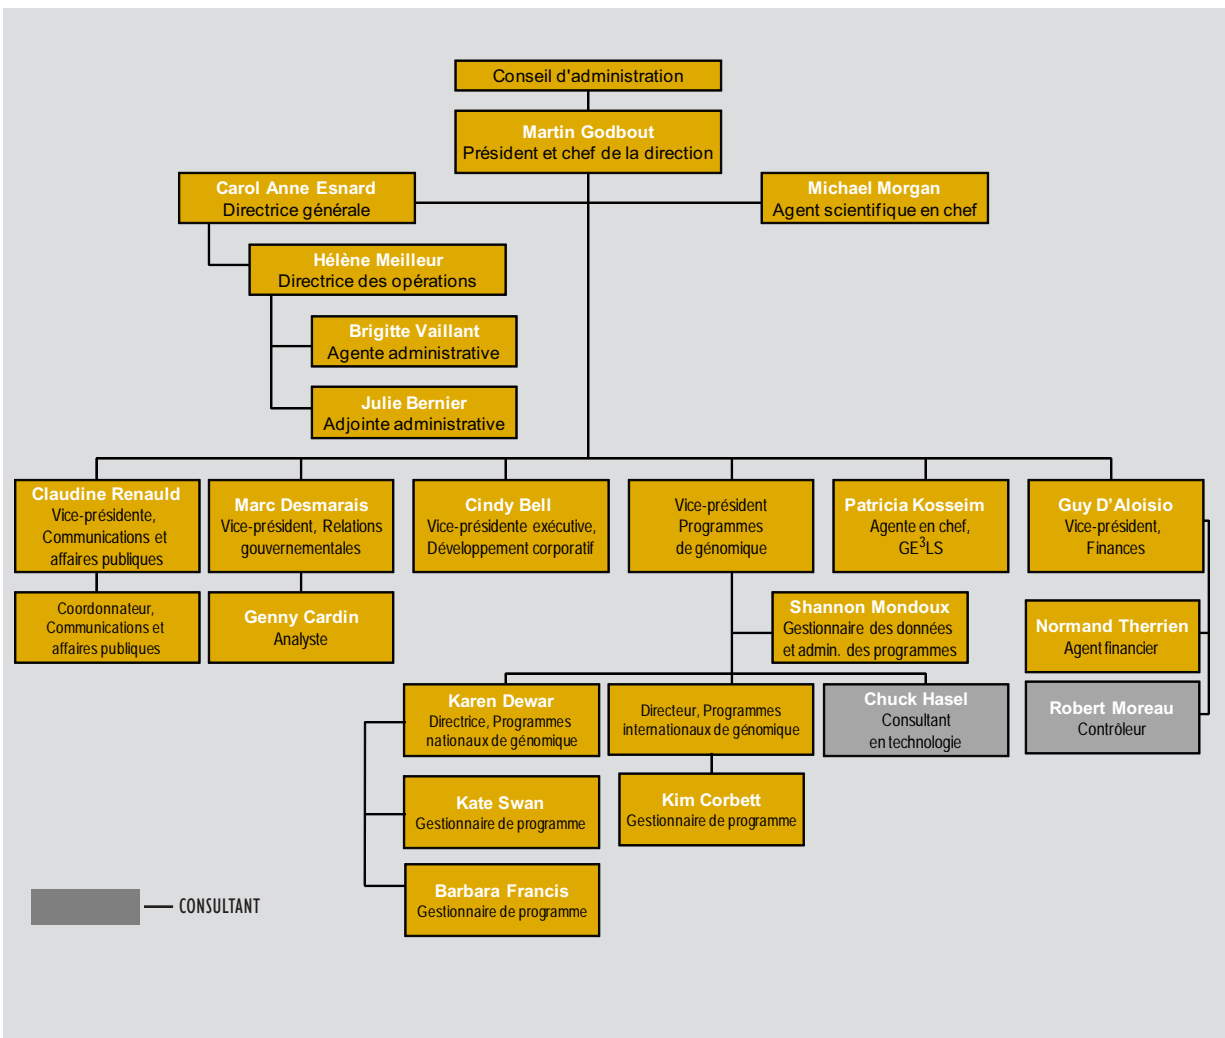 Conseil d'administration
Martin Godbout
Président et chef de la direction
Carol Anne Esnard
Directrice générale
Michael Morgan
Agent scientifique en chef
Hélène Meilleur
Directrice des opérations
Brigitte Vaillant
Agente administrative
Julie Bernier
Adjointe administrative
Claudine Renauld
Vice-présidente,
Communications et
affaires publiques
Marc Desmarais
Vice-président, Relations
gouvernementales
Cindy Bell
Vice-présidente exécutive,
Développement corporatif
Vice-président
Programmes
de génomique
Patricia Kosseim
Agente en chef,
GE³LS
Guy D'Aloisio
Vice-président,
Finances
Coordonnateur,
Communications et
affaires publiques
Genny Cardin
Analyste
Shannon Mondoux
Gestionnaire des données
et admin. des programmes
Normand Therrien
Agent financier
Karen Dewar
Directrice, Programmes
nationaux de génomique
Directeur, Programmes
internationaux de génomique
Chuck Hasel
Consultant
en technologie
Robert Moreau
Contrôleur
Kate Swan
Gestionnaire de programme
Kim Corbett
Gestionnaire de programme
Barbara Francis
Gestionnaire de programme
CONSULTANT